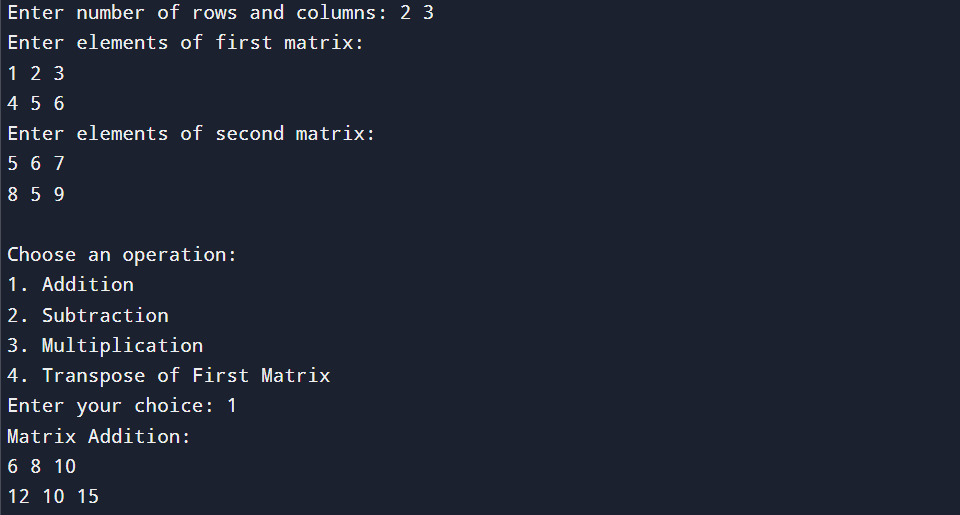 Enter number of rows and columns: 2 3
Enter elements of first matrix:
1 2 3
4 5 6
Enter elements of second matrix:
5 6 7
8 5 9
Choose an operation:
1. Addition
2. Subtraction
3. Multiplication
4. Transpose of First Matrix
Enter your choice: 1
Matrix Addition:
6 8 10
12 10 15